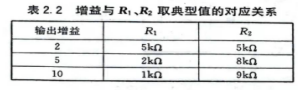 表 2.2 增益与 R₁、R₂ 取典型值的对应关系
输出增益 R₁ R₂
2 5kΩ 5kΩ
5 2kΩ 8kΩ
10 1kΩ 9kΩ